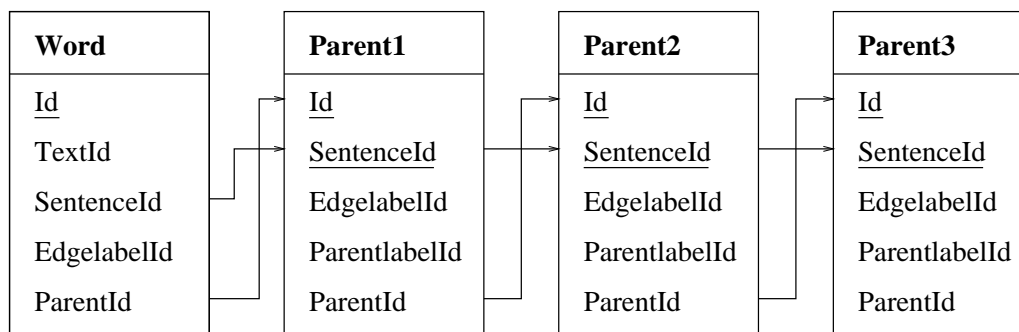 Word
Id
TextId
SentenceId
EdgelabelId
ParentId
Parent1
Id
SentenceId
EdgelabelId
ParentlabelId
ParentId
Parent2
Id
SentenceId
EdgelabelId
ParentlabelId
ParentId
Parent3
Id
SentenceId
EdgelabelId
ParentlabelId
ParentId